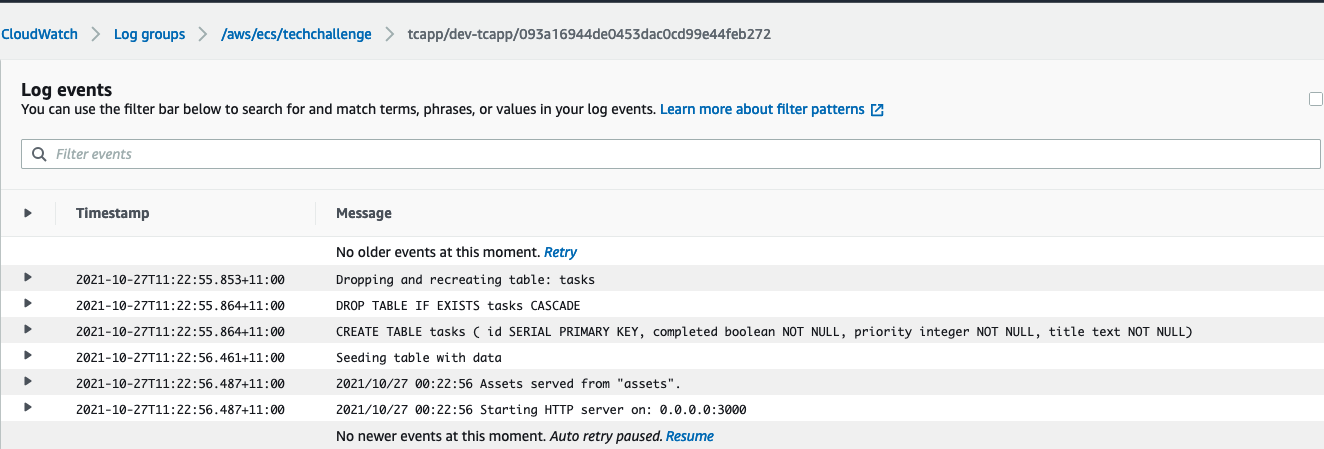 CloudWatch > Log groups > /aws/ecs/techchallenge > tcapp/dev-tcapp/093a16944de0453dac0cd99e44feb272
Log events
You can use the filter bar below to search for and match terms, phrases, or values in your log events. Learn more about filter patterns
Filter events
Timestamp Message
No older events at this moment. Retry
2021-10-27T11:22:55.853+11:00 Dropping and recreating table: tasks
2021-10-27T11:22:55.864+11:00 DROP TABLE IF EXISTS tasks CASCADE
2021-10-27T11:22:55.864+11:00 CREATE TABLE tasks ( id SERIAL PRIMARY KEY, completed boolean NOT NULL, priority integer NOT NULL, title text NOT NULL)
2021-10-27T11:22:56.461+11:00 Seeding table with data
2021-10-27T11:22:56.487+11:00 2021/10/27 00:22:56 Assets served from "assets".
2021-10-27T11:22:56.487+11:00 2021/10/27 00:22:56 Starting HTTP server on: 0.0.0.0:3000
No newer events at this moment. Auto retry paused. Resume